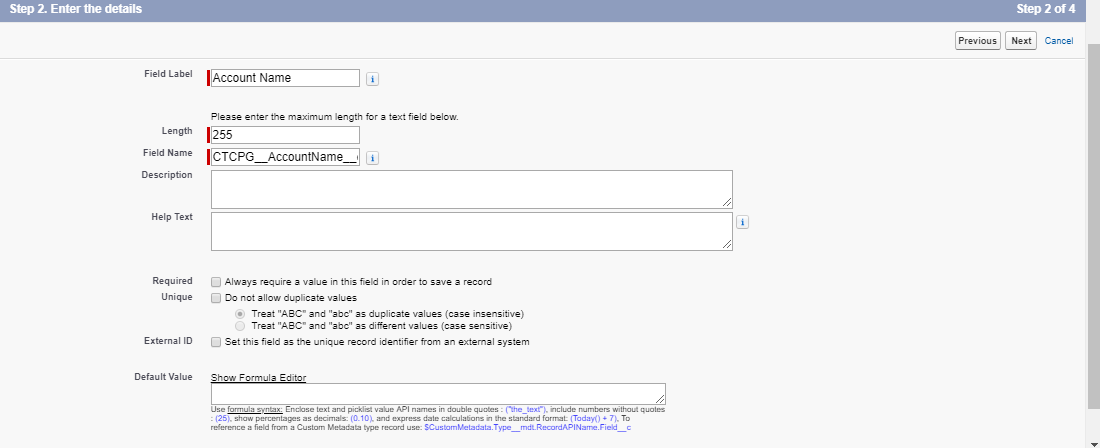 Step 2. Enter the details
Step 2 of 4
Previous Next Cancel
Field Label Account Name
Please enter the maximum length for a text field below.
Length 255
Field Name CTCPG__AccountName__
Description
Help Text
Required Always require a value in this field in order to save a record
Unique Do not allow duplicate values
Treat "ABC" and "abc" as duplicate values (case insensitive)
Treat "ABC" and "abc" as different values (case sensitive)
External ID Set this field as the unique record identifier from an external system
Default Value Show Formula Editor
Use formula syntax: Enclose text and picklist value API names in double quotes : ("the_text"), include numbers without quotes
: (25), show percentages as decimals: (0.10), and express date calculations in the standard format: (Today() + 7), To
reference a field from a Custom Metadata type record use: $CustomMetadata.Type__mdt.RecordAPIName.Field__c